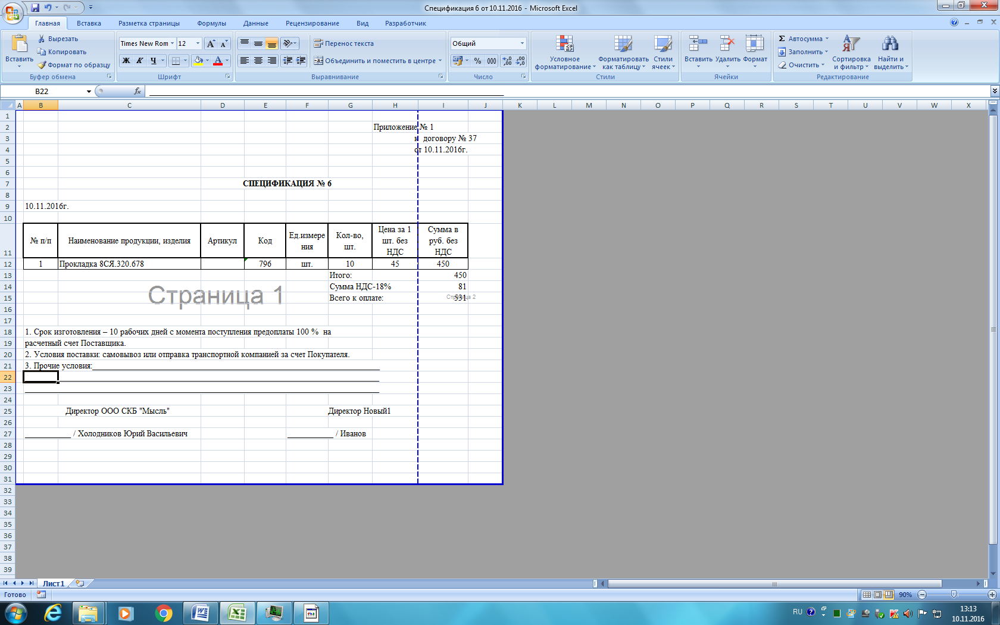 Спецификация 6 от 10.11.2016 - Microsoft Excel
Главная Вставка Разметка страницы Формулы Данные Рецензирование Вид Разработчик
Вставить
Вырезать
Копировать
Формат по образцу
Буфер обмена
Times New Rom 12
Ж К Ч
Шрифт
Перенос текста
Объединить и поместить в центре
Выравнивание
Общий
% 000
Число
Условное форматирование
Форматировать как таблицу
Стили ячеек
Стили
Вставить Удалить Формат
Ячейки
Σ Автосумма
Заполнить
Очистить
Сортировка и фильтр
Найти и выделить
Редактирование
B22 fx
A B C D E F G H I J K L M N O P Q R S T U V W X
1
2 Приложение № 1
3 к договору № 37
4 от 10.11.2016г.
5
6
7 СПЕЦИФИКАЦИЯ № 6
8
9 10.11.2016г.
10
11 № п/п Наименование продукции, изделия Артикул Код Ед.измерения Кол-во, шт. Цена за 1 шт. без НДС Сумма в руб. без НДС
12 1 Прокладка 8СЯ.320.678 796 шт. 10 45 450
13 Итого: 450
14 Сумма НДС-18% 81
15 Всего к оплате: 531
Страница 1
Страница 2
16
17
18 1. Срок изготовления – 10 рабочих дней с момента поступления предоплаты 100 % на
19 расчетный счет Поставщика.
20 2. Условия поставки: самовывоз или отправка транспортной компанией за счет Покупателя.
21 3. Прочие условия:
22
23
24
25 Директор ООО СКБ "Мысль" Директор Новый1
26
27 / Холодников Юрий Васильевич / Иванов
28
29
30
31
32
33
34
35
36
37
38
39
Лист1
Готово 90%
RU 13:13
10.11.2016